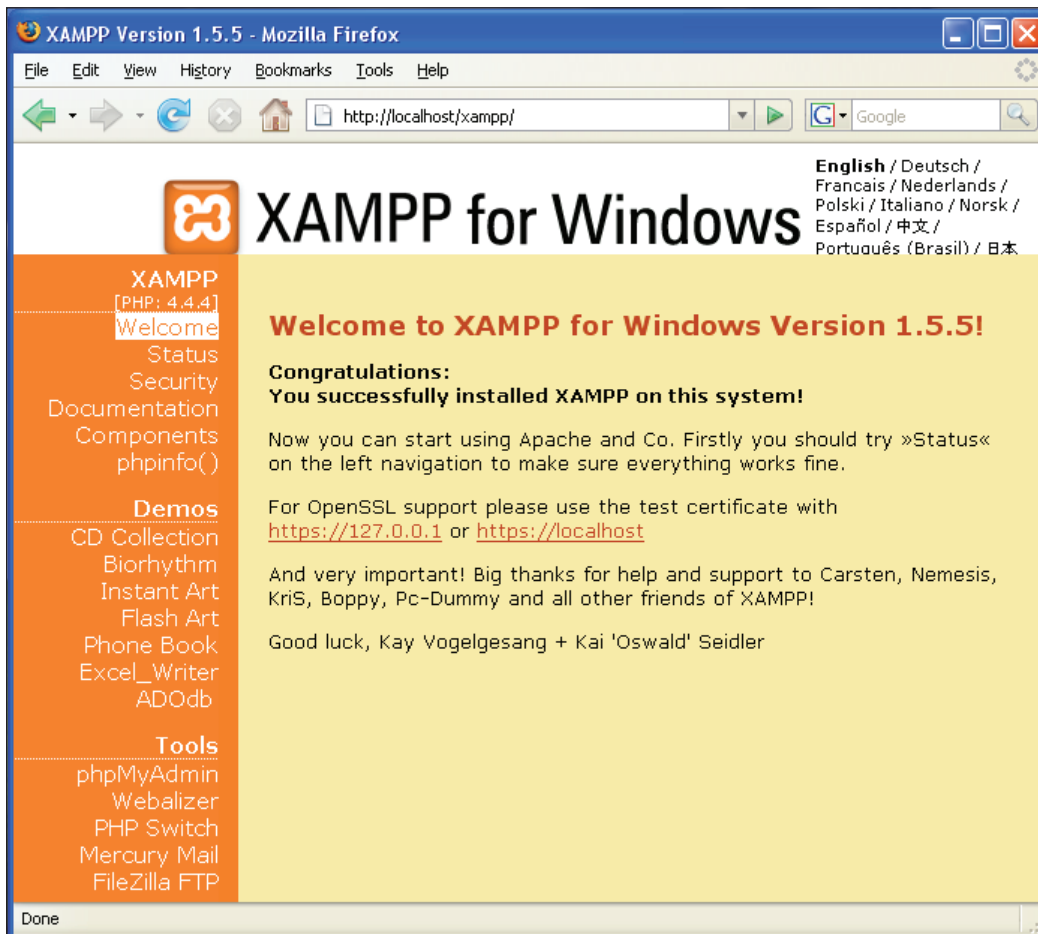 XAMPP Version 1.5.5 - Mozilla Firefox
File Edit View History Bookmarks Tools Help
http://localhost/xampp/
G Google
XAMPP for Windows
English / Deutsch /
Francais / Nederlands /
Polski / Italiano / Norsk /
Español / 中文 /
Português (Brasil) / 日本
XAMPP
[PHP: 4.4.4]
Welcome
Status
Security
Documentation
Components
phpinfo()
Demos
CD Collection
Biorhythm
Instant Art
Flash Art
Phone Book
Excel_Writer
ADOdb
Tools
phpMyAdmin
Webalizer
PHP Switch
Mercury Mail
FileZilla FTP
Welcome to XAMPP for Windows Version 1.5.5!
Congratulations:
You successfully installed XAMPP on this system!
Now you can start using Apache and Co. Firstly you should try »Status«
on the left navigation to make sure everything works fine.
For OpenSSL support please use the test certificate with
https://127.0.0.1 or https://localhost
And very important! Big thanks for help and support to Carsten, Nemesis,
KriS, Boppy, Pc-Dummy and all other friends of XAMPP!
Good luck, Kay Vogelgesang + Kai 'Oswald' Seidler
Done